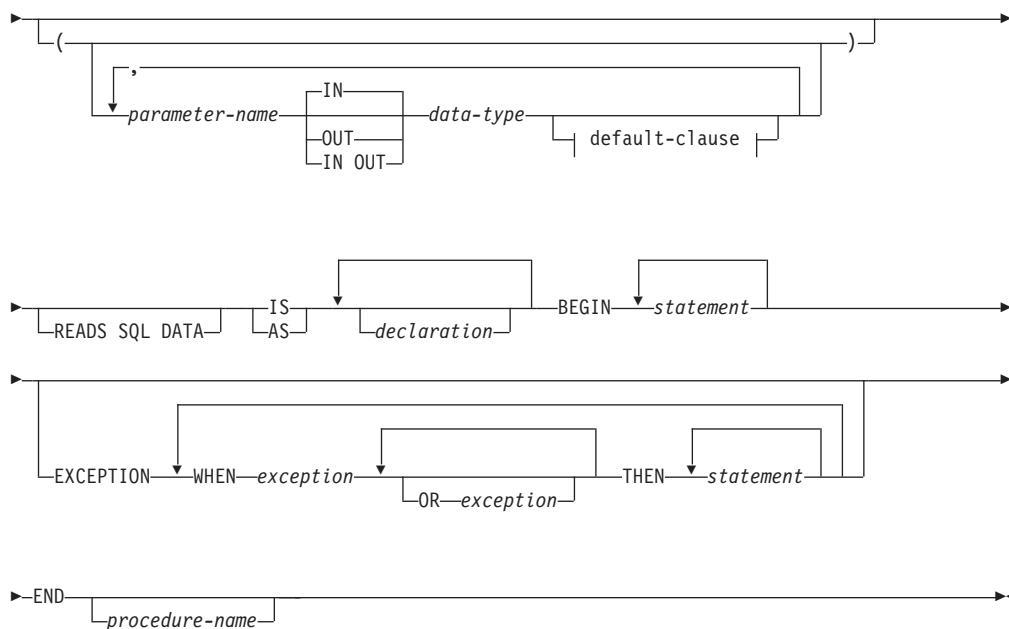 ( )
,
IN
parameter-name data-type
OUT default-clause
IN OUT
IS BEGIN statement
READS SQL DATA AS declaration
EXCEPTION WHEN exception THEN statement
OR exception
END
procedure-name